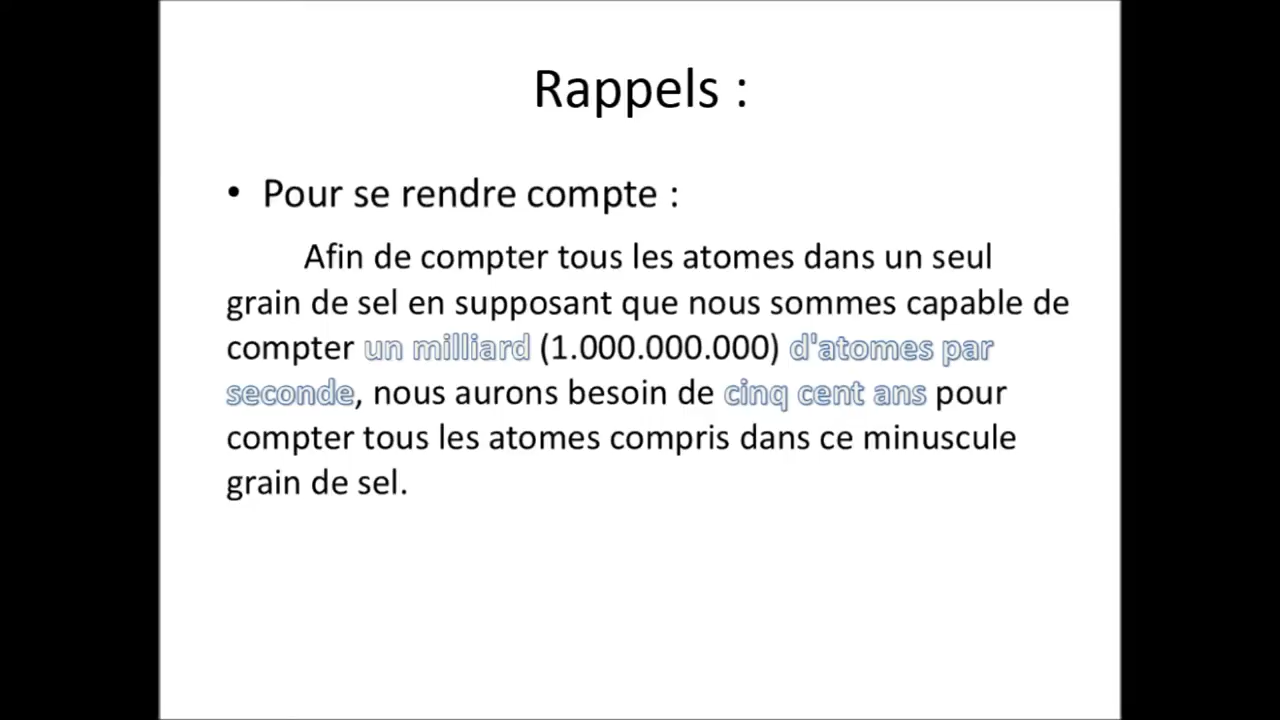 Rappels :
• Pour se rendre compte :
Afin de compter tous les atomes dans un seul
grain de sel en supposant que nous sommes capable de
compter un milliard (1.000.000.000) d'atomes par
seconde, nous aurons besoin de cinq cent ans pour
compter tous les atomes compris dans ce minuscule
grain de sel.